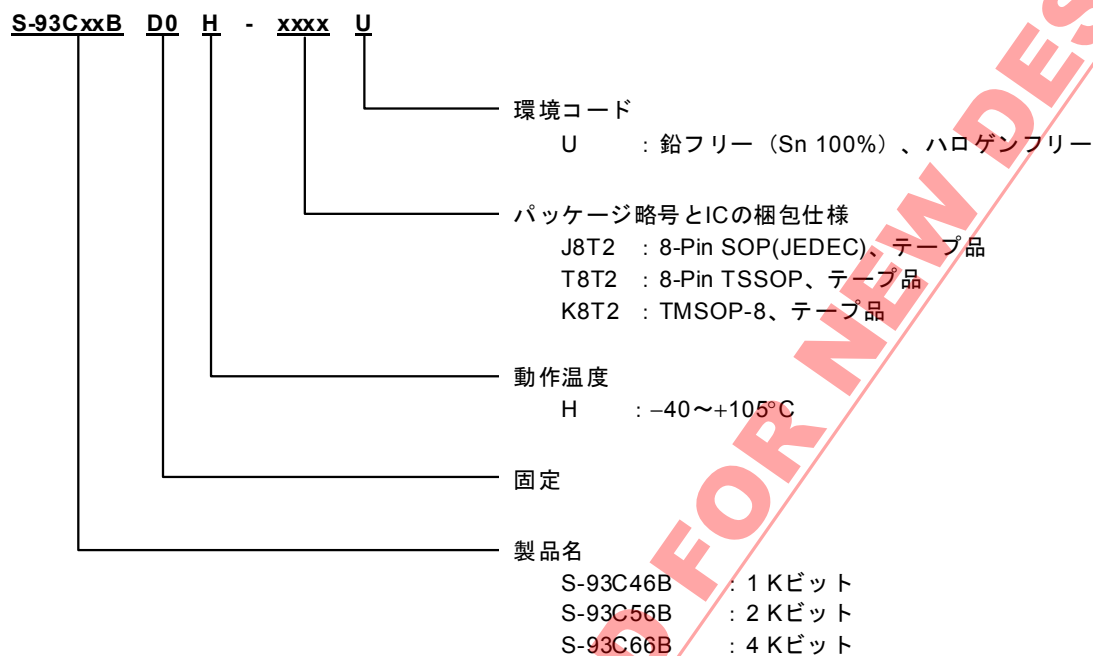 S-93CxxB D0 H - xxxx U
環境コード
U : 鉛フリー（Sn 100%）、ハロゲンフリー
パッケージ略号とICの梱包仕様
J8T2 : 8-Pin SOP(JEDEC)、テープ品
T8T2 : 8-Pin TSSOP、テープ品
K8T2 : TMSOP-8、テープ品
動作温度
H : −40～+105°C
固定
製品名
S-93C46B : 1 Kビット
S-93C56B : 2 Kビット
S-93C66B : 4 Kビット
D FOR NEW DES